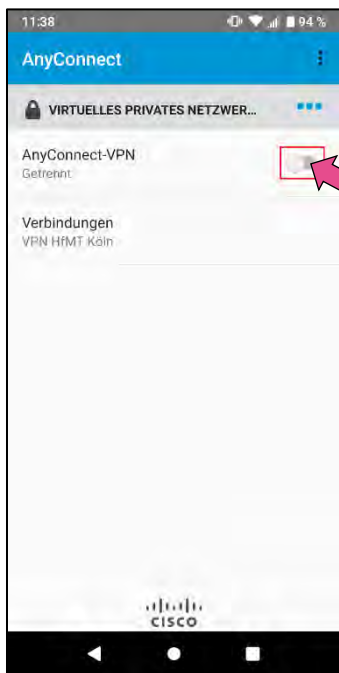 11:38 94 %
AnyConnect
VIRTUELLES PRIVATES NETZWER...
AnyConnect-VPN
Getrennt
Verbindungen
VPN HfMT Köln
CISCO